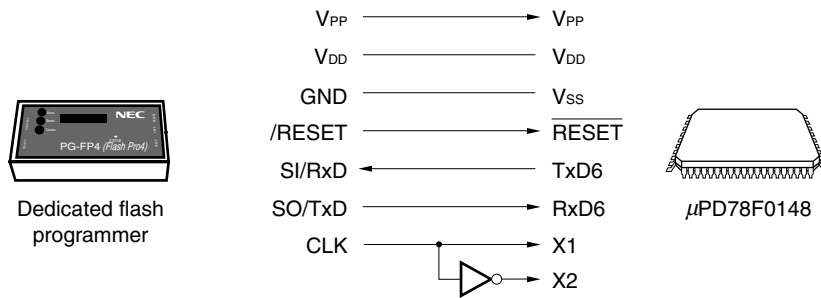 VPP VPP
VDD VDD
GND VSS
/RESET RESET
SI/RxD TxD6
SO/TxD RxD6
CLK X1
X2
NEC
PG-FP4 (Flash Pro4)
Dedicated flash
programmer
µPD78F0148